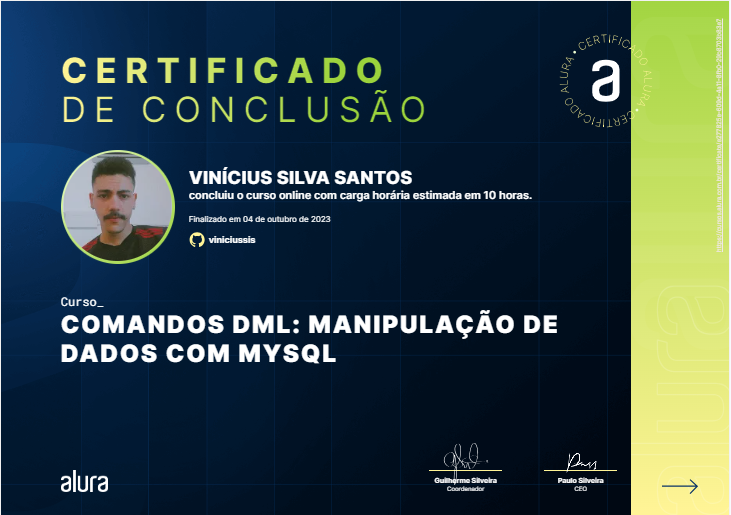 CERTIFICADO
DE CONCLUSÃO
CERTIFICADO ALURA • CERTIFICADO ALURA •
a
VINÍCIUS SILVA SANTOS
concluiu o curso online com carga horária estimada em 10 horas.
Finalizado em 04 de outubro de 2023
viniciussis
Curso_
COMANDOS DML: MANIPULAÇÃO DE
DADOS COM MYSQL
alura
Guilherme Silveira
Coordenador
Paulo Silveira
CEO
alura